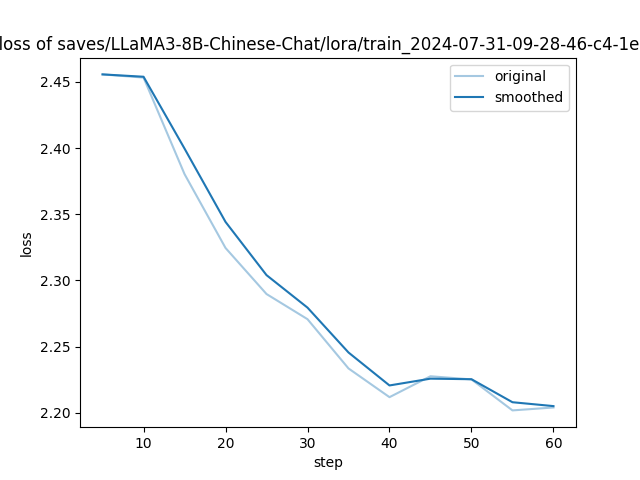 loss of saves/LLaMA3-8B-Chinese-Chat/lora/train_2024-07-31-09-28-46-c4-1e
original
smoothed
2.45
2.40
2.35
2.30
2.25
2.20
loss
10 20 30 40 50 60
step